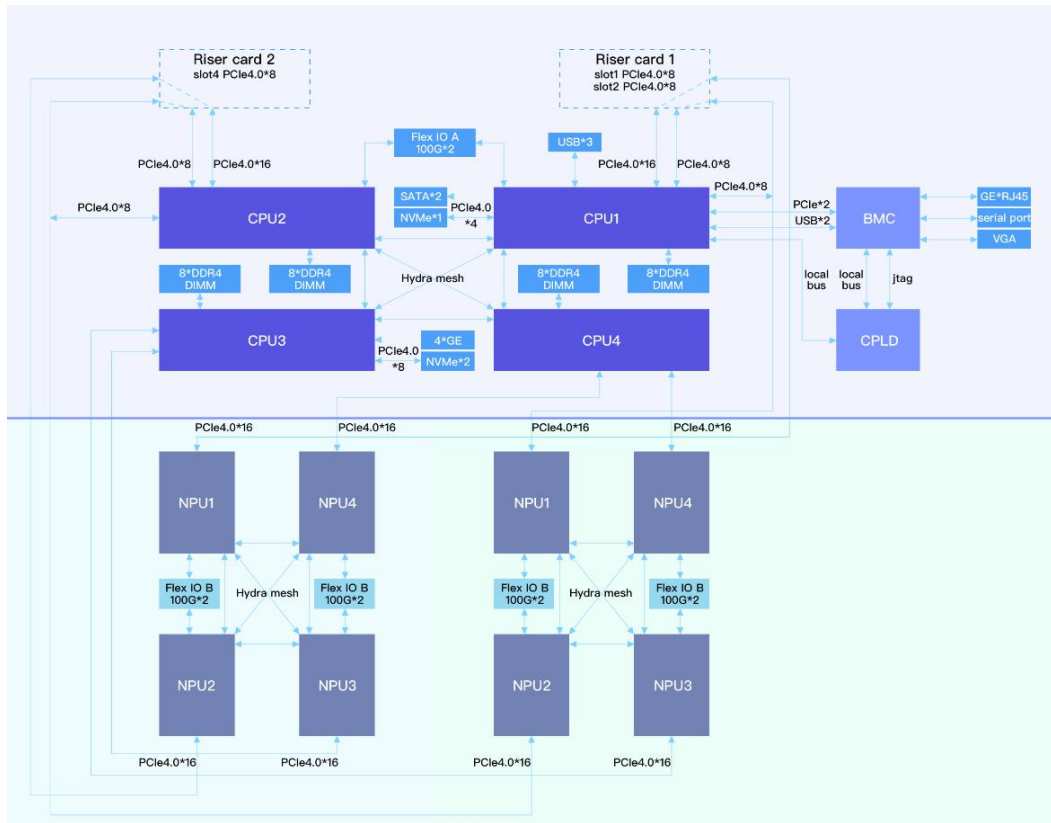 Riser card 2
slot4 PCIe4.0*8
Riser card 1
slot1 PCIe4.0*8
slot2 PCIe4.0*8
Flex IO A
100G*2
USB*3
PCIe4.0*8
PCIe4.0*16
PCIe4.0*16
PCIe4.0*8
PCIe4.0*8
PCIe4.0*8
CPU2
SATA*2
NVMe*1
PCIe4.0
*4
CPU1
PCIe*2
USB*2
BMC
GE*RJ45
serial port
VGA
8*DDR4
DIMM
8*DDR4
DIMM
Hydra mesh
8*DDR4
DIMM
8*DDR4
DIMM
local
bus
local
bus
jtag
CPU3
PCIe4.0
*8
4*GE
NVMe*2
CPU4
CPLD
PCIe4.0*16
PCIe4.0*16
PCIe4.0*16
PCIe4.0*16
NPU1
NPU4
NPU1
NPU4
Flex IO B
100G*2
Hydra mesh
Flex IO B
100G*2
Flex IO B
100G*2
Hydra mesh
Flex IO B
100G*2
NPU2
NPU3
NPU2
NPU3
PCIe4.0*16
PCIe4.0*16
PCIe4.0*16
PCIe4.0*16